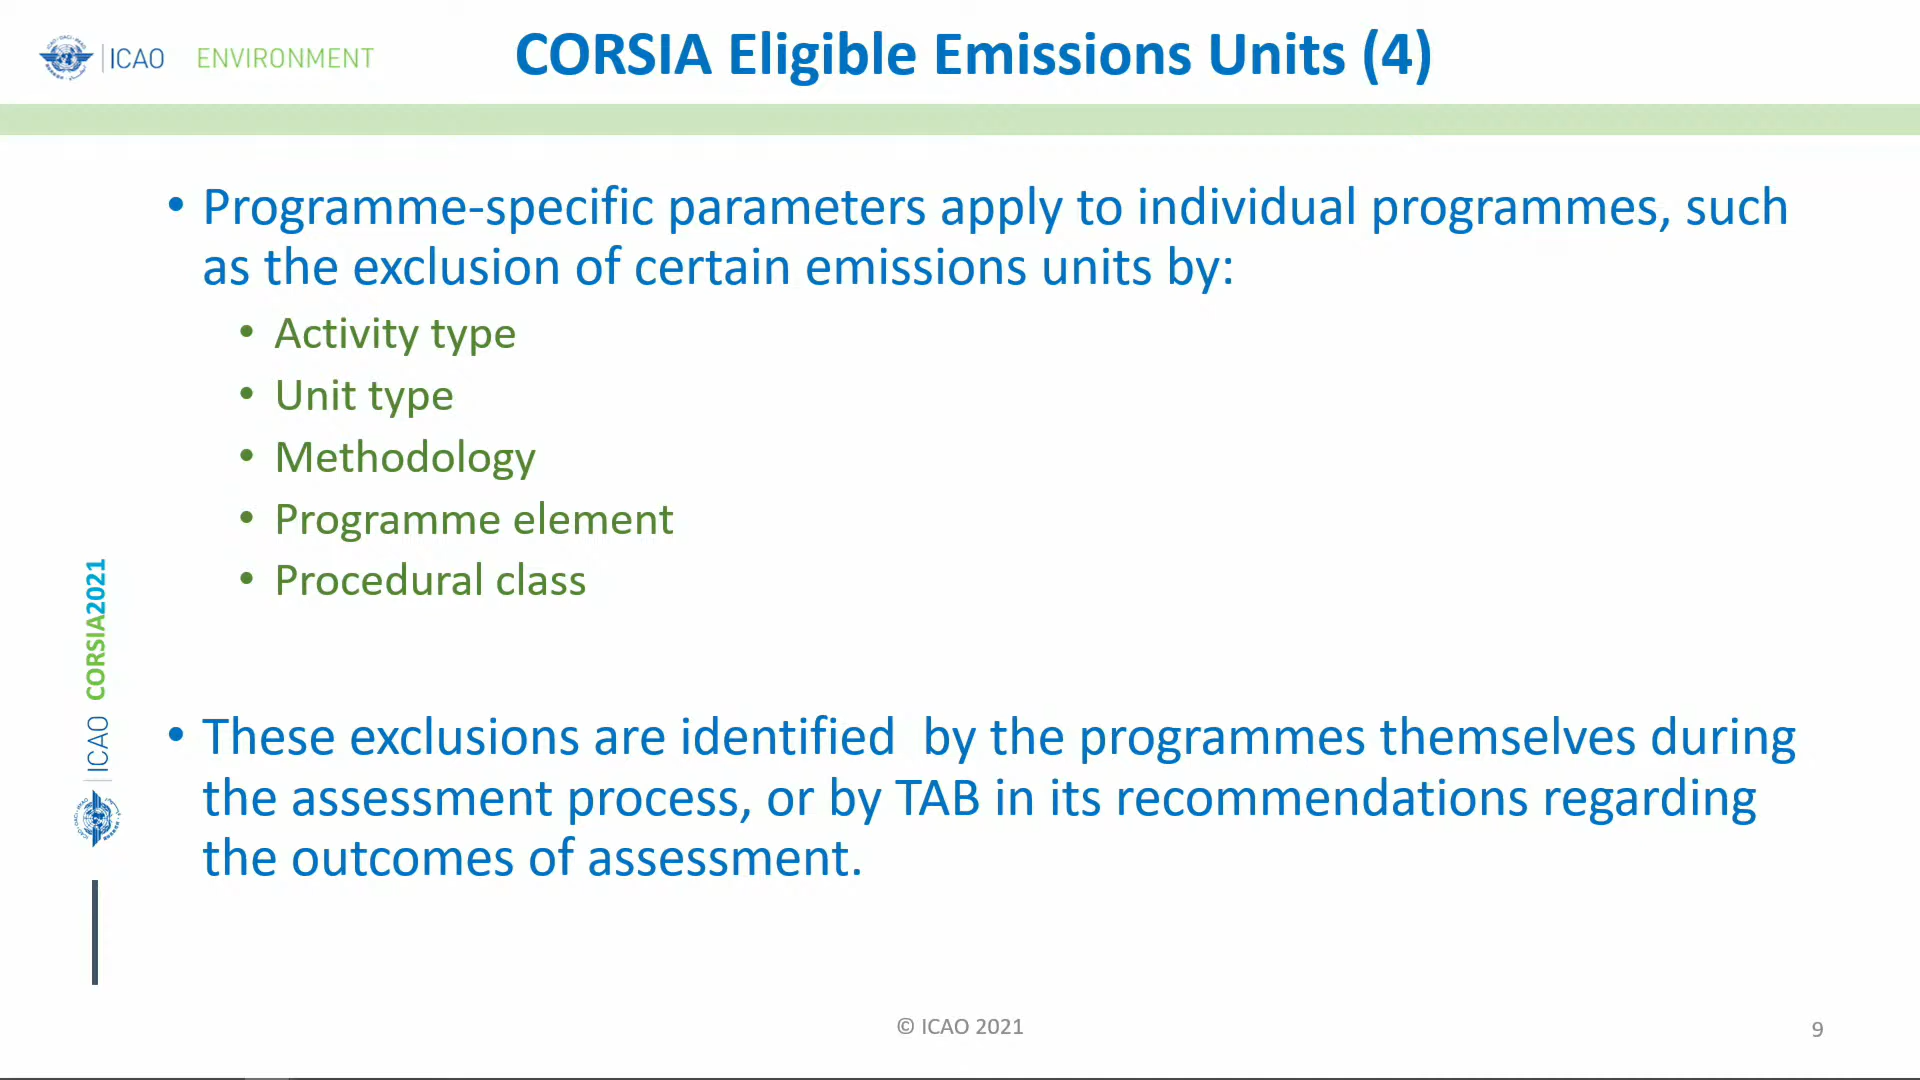 ICAO ENVIRONMENT
CORSIA Eligible Emissions Units (4)
• Programme-specific parameters apply to individual programmes, such
as the exclusion of certain emissions units by:
• Activity type
• Unit type
• Methodology
• Programme element
• Procedural class
• These exclusions are identified  by the programmes themselves during
the assessment process, or by TAB in its recommendations regarding
the outcomes of assessment.
ICAO CORSIA2021
© ICAO 2021
9